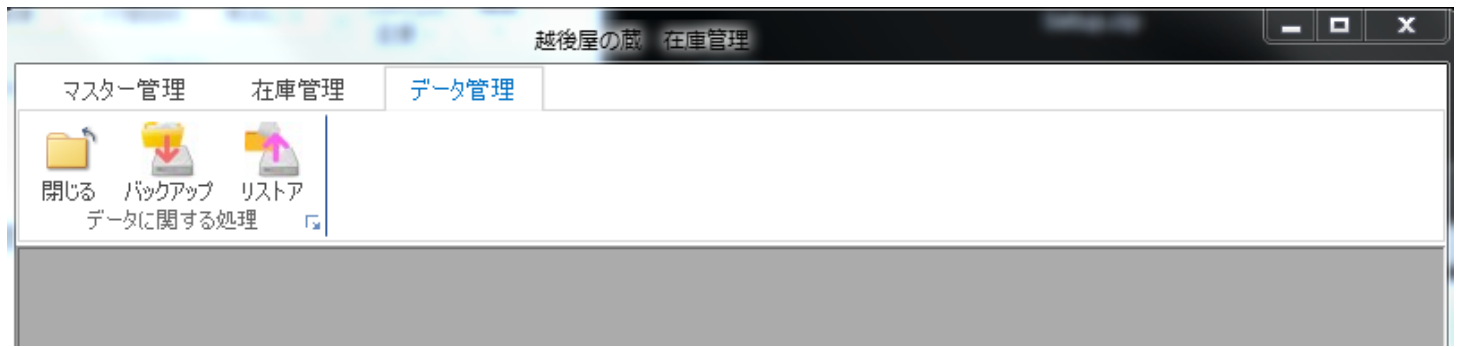 越後屋の蔵　在庫管理
マスター管理 在庫管理 データ管理
閉じる バックアップ リストア
データに関する処理